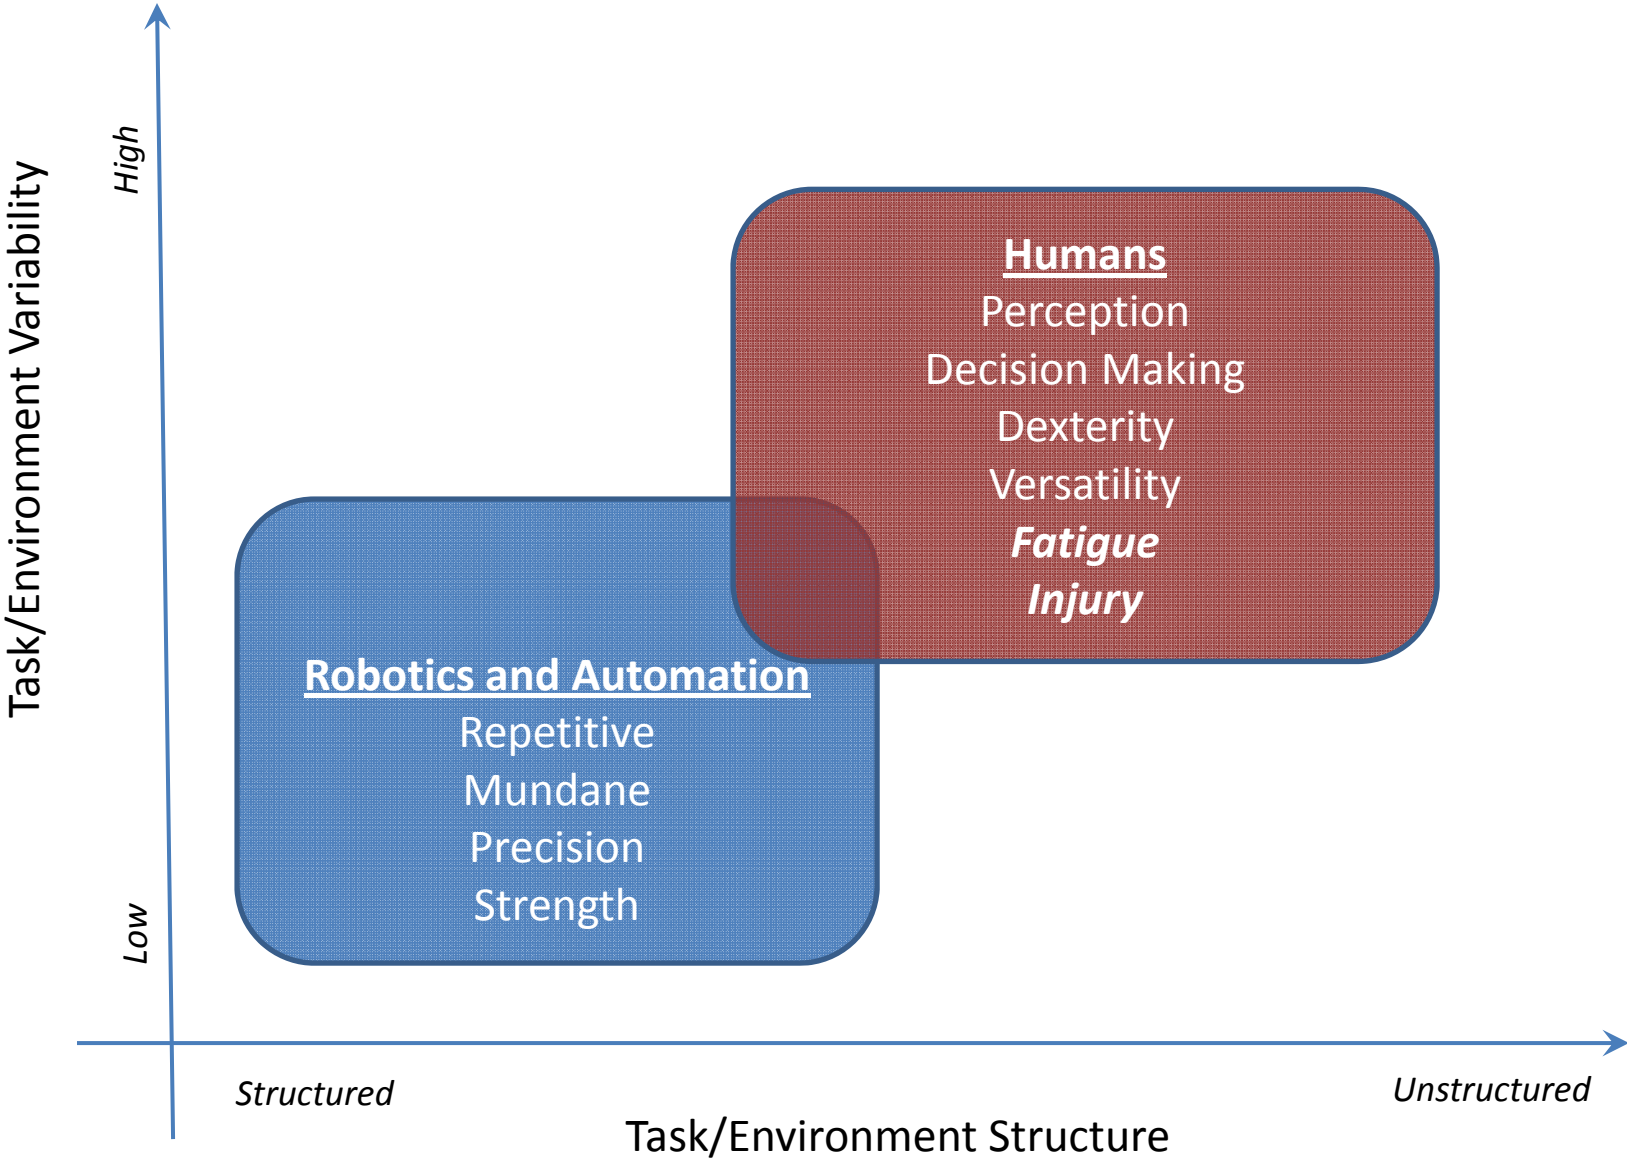 Task/Environment Variability
High
Low
Humans
Perception
Decision Making
Dexterity
Versatility
Fatigue
Injury
Robotics and Automation
Repetitive
Mundane
Precision
Strength
Structured
Unstructured
Task/Environment Structure